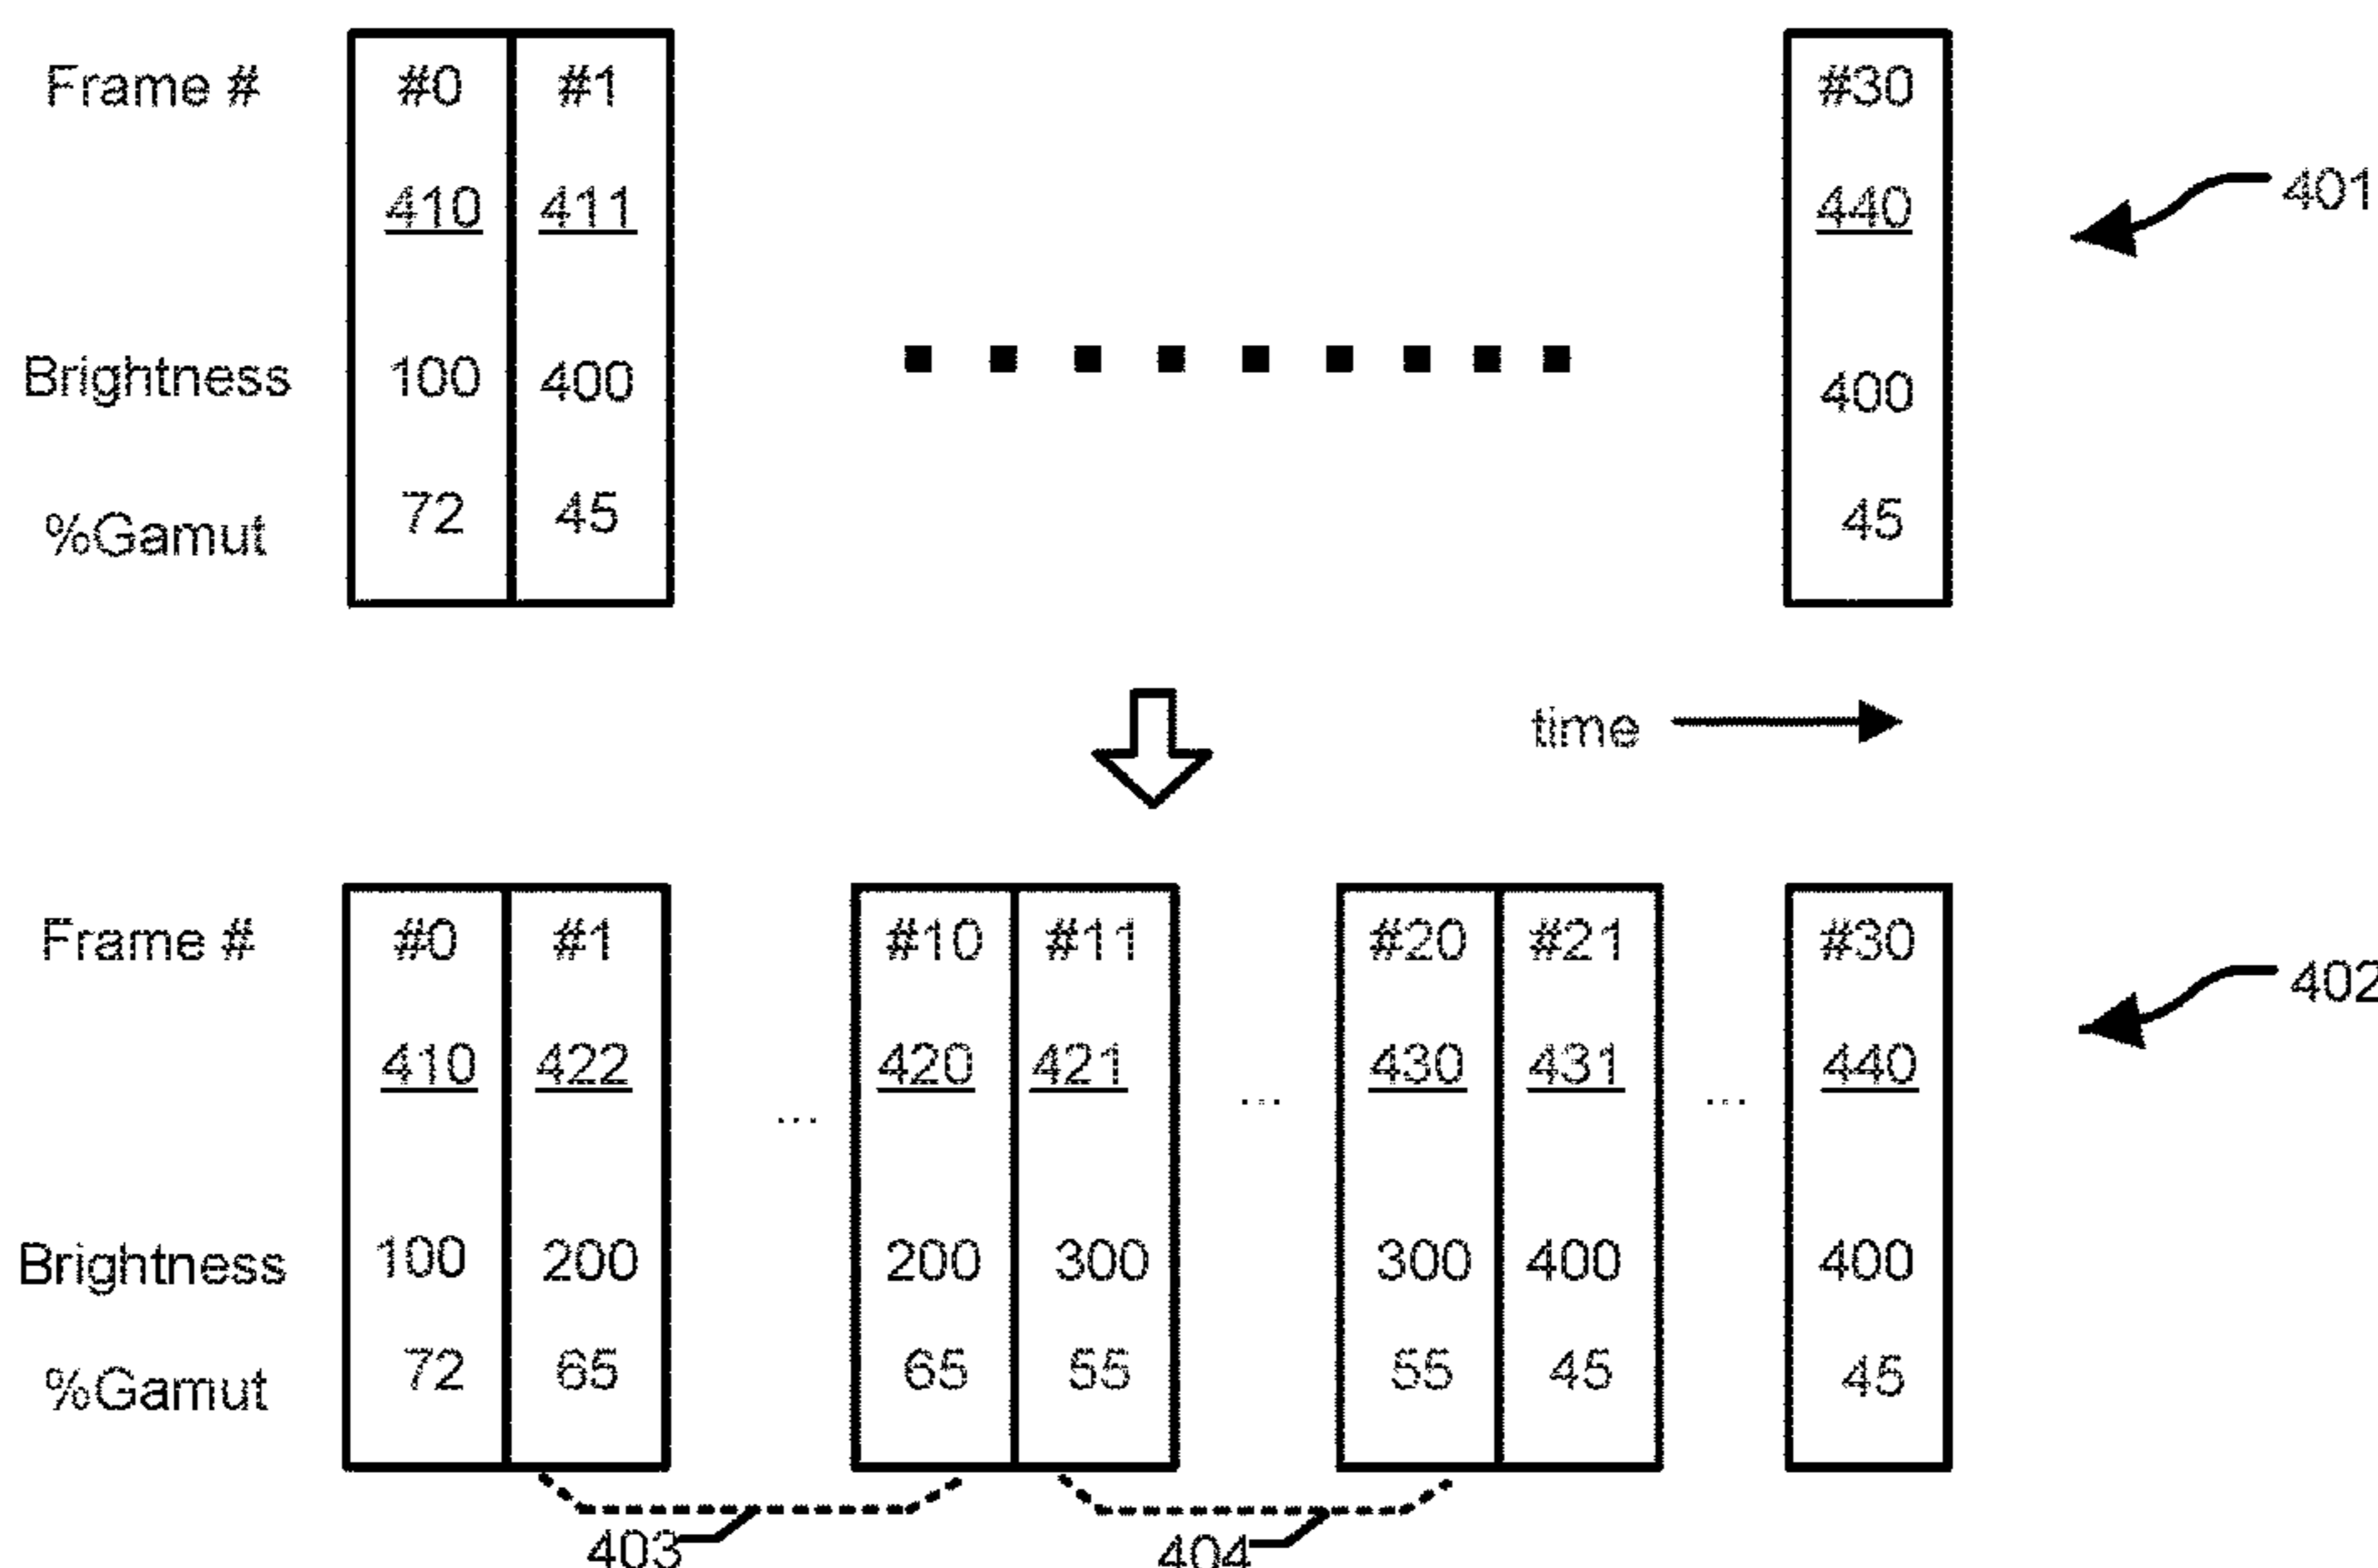 Frame # #0 #1 #30
410 411 440 401
Brightness 100 400 400
%Gamut 72 45 45
time
Frame # #0 #1 #10 #11 #20 #21 #30
402
410 422 ... 420 421 ... 430 431 ... 440
Brightness 100 200 200 300 300 400 400
%Gamut 72 65 65 55 55 45 45
403 404